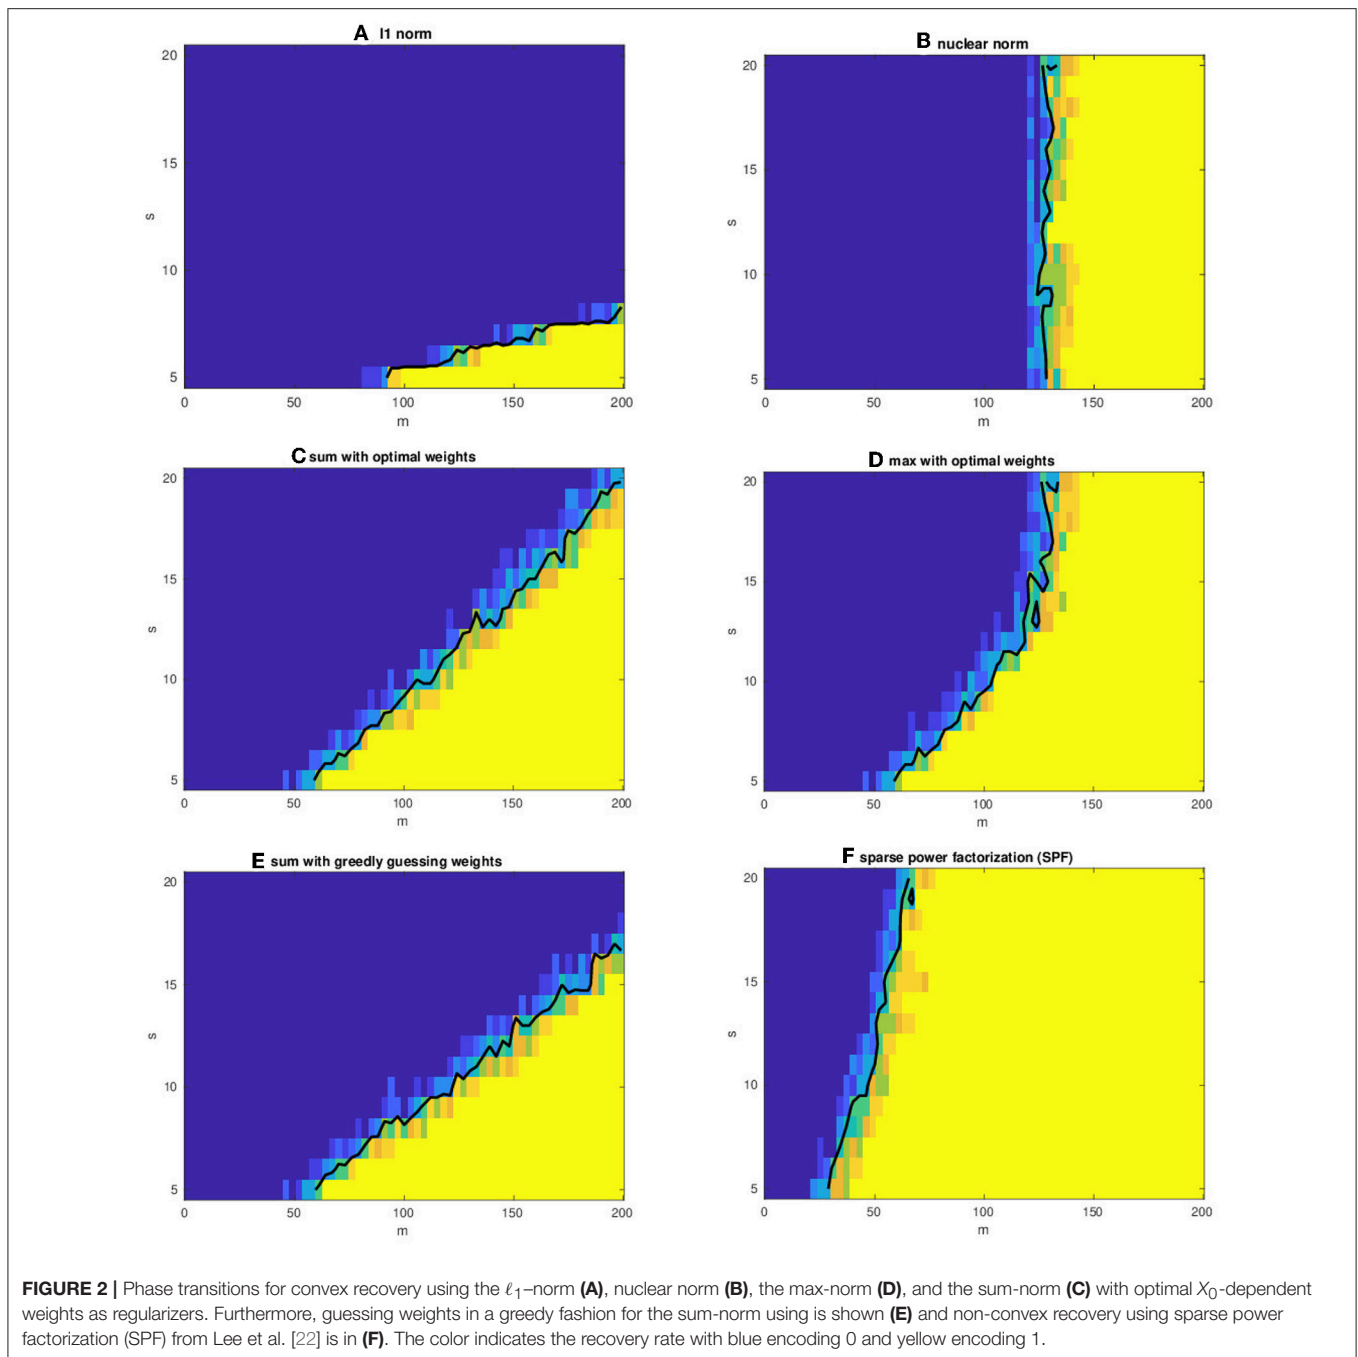 A l1 norm
20
15
10
5
s
0 50 100 150 200
m
B nuclear norm
20
15
10
5
s
0 50 100 150 200
m
C sum with optimal weights
20
15
10
5
s
0 50 100 150 200
m
D max with optimal weights
20
15
10
5
s
0 50 100 150 200
m
E sum with greedly guessing weights
20
15
10
5
s
0 50 100 150 200
m
F sparse power factorization (SPF)
20
15
10
5
s
0 50 100 150 200
m
FIGURE 2 | Phase transitions for convex recovery using the ℓ1–norm (A), nuclear norm (B), the max-norm (D), and the sum-norm (C) with optimal X0-dependent
weights as regularizers. Furthermore, guessing weights in a greedy fashion for the sum-norm using is shown (E) and non-convex recovery using sparse power
factorization (SPF) from Lee et al. [22] is in (F). The color indicates the recovery rate with blue encoding 0 and yellow encoding 1.